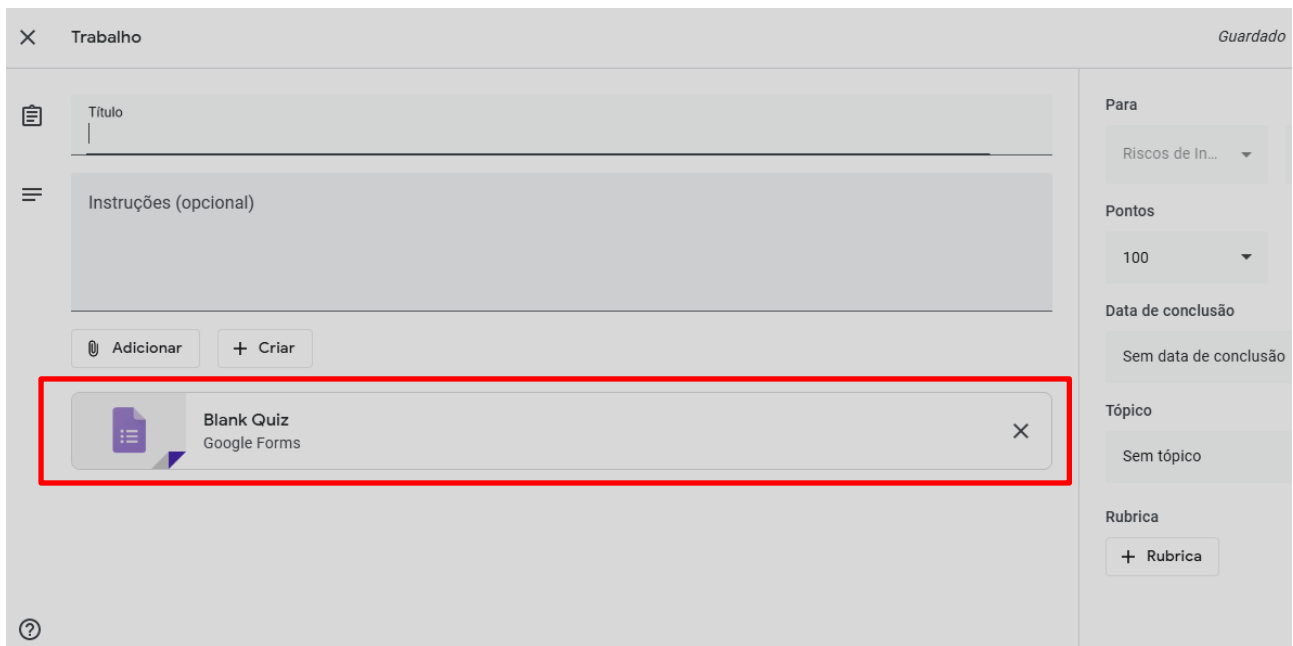 Trabalho
Guardado
Título
Instruções (opcional)
Adicionar
Criar
Blank Quiz
Google Forms
Para
Riscos de In...
Pontos
100
Data de conclusão
Sem data de conclusão
Tópico
Sem tópico
Rubrica
Rubrica